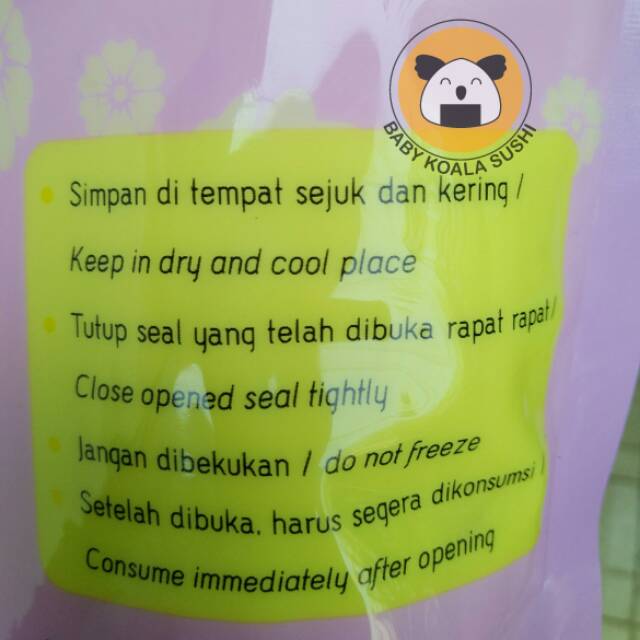 BABY KOALA SUSHI
Simpan di tempat sejuk dan kering /
Keep in dry and cool place
Tutup seal yang telah dibuka rapat rapat /
Close opened seal tightly
Jangan dibekukan / do not freeze
Setelah dibuka, harus segera dikonsumsi /
Consume immediately after opening